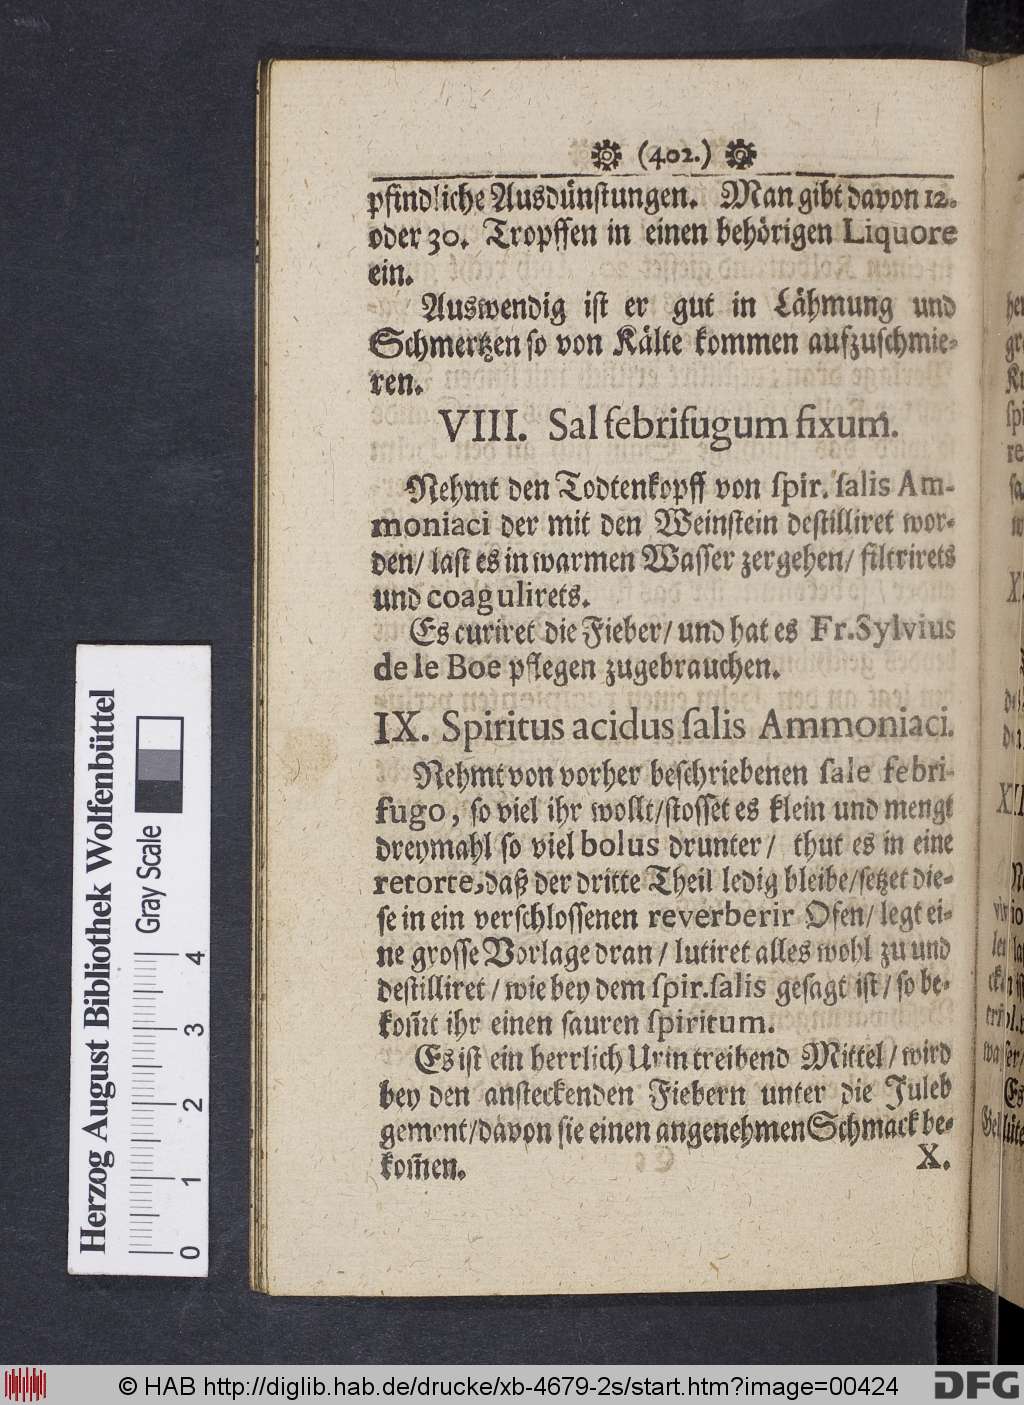 (402.)
pfindliche Ausdünstungen. Man gibt davon 12.
oder 30. Tropffen in einen behörigen Liquore
ein.
Auswendig ist er gut in Lähmung und
Schmertzen so von Kälte kommen aufzuschmie-
ren.
VIII. Sal febrifugum fixum.
Nehmt den Todtenkopff von ſpir. ſalis Am-
moniaci der mit den Weinstein destilliret wor-
den/ last es in warmen Wasser zergehen/ filtrirets
und coagulirets.
Es curiret die Fieber/ und hat es Fr. Sylvius
de le Boe pflegen zugebrauchen.
IX. Spiritus acidus ſalis Ammoniaci.
Nehmt von vorher beschriebenen ſale febri-
fugo, so viel ihr wollt/ stosset es klein und mengt
dreymahl so viel bolus drunter/ thut es in eine
retorte, daß der dritte Theil ledig bleibe/ setzet die-
se in ein verschlossenen reverberir Ofen/ legt ei-
ne grosse Vorlage dran/ lutiret alles wohl zu und
destilliret/ wie bey dem ſpir. ſalis gesagt ist/ so be-
kom̃t ihr einen sauren ſpiritum.
Es ist ein herrlich Urin treibend Mittel/ wird
bey den ansteckenden Fiebern unter die Juleb
gement/ davon sie einen angenehmen Schmack be-
kom̃en.
X.
Herzog August Bibliothek Wolfenbüttel
Gray Scale
0 1 2 3 4
© HAB http://diglib.hab.de/drucke/xb-4679-2s/start.htm?image=00424
DFG